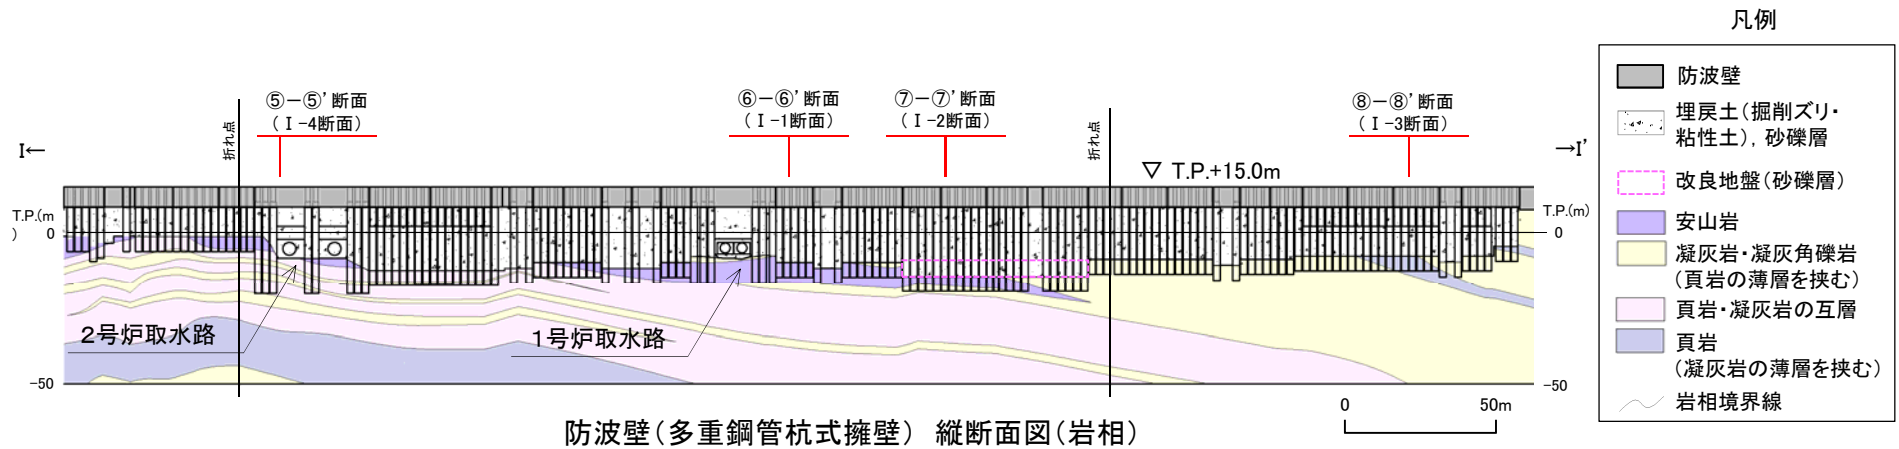 凡例
防波壁
埋戻土(掘削ズリ・
粘性土), 砂礫層
改良地盤(砂礫層)
安山岩
凝灰岩・凝灰角礫岩
(頁岩の薄層を挟む)
頁岩・凝灰岩の互層
頁岩
(凝灰岩の薄層を挟む)
岩相境界線
⑤-⑤'断面
(Ⅰ-4断面)
⑥-⑥'断面
(Ⅰ-1断面)
⑦-⑦'断面
(Ⅰ-2断面)
⑧-⑧'断面
(Ⅰ-3断面)
折れ点
折れ点
I←
→I'
▽ T.P.+15.0m
T.P.(m
)
0
-50
T.P.(m)
0
-50
2号炉取水路
1号炉取水路
0 50m
防波壁(多重鋼管杭式擁壁) 縦断面図(岩相)